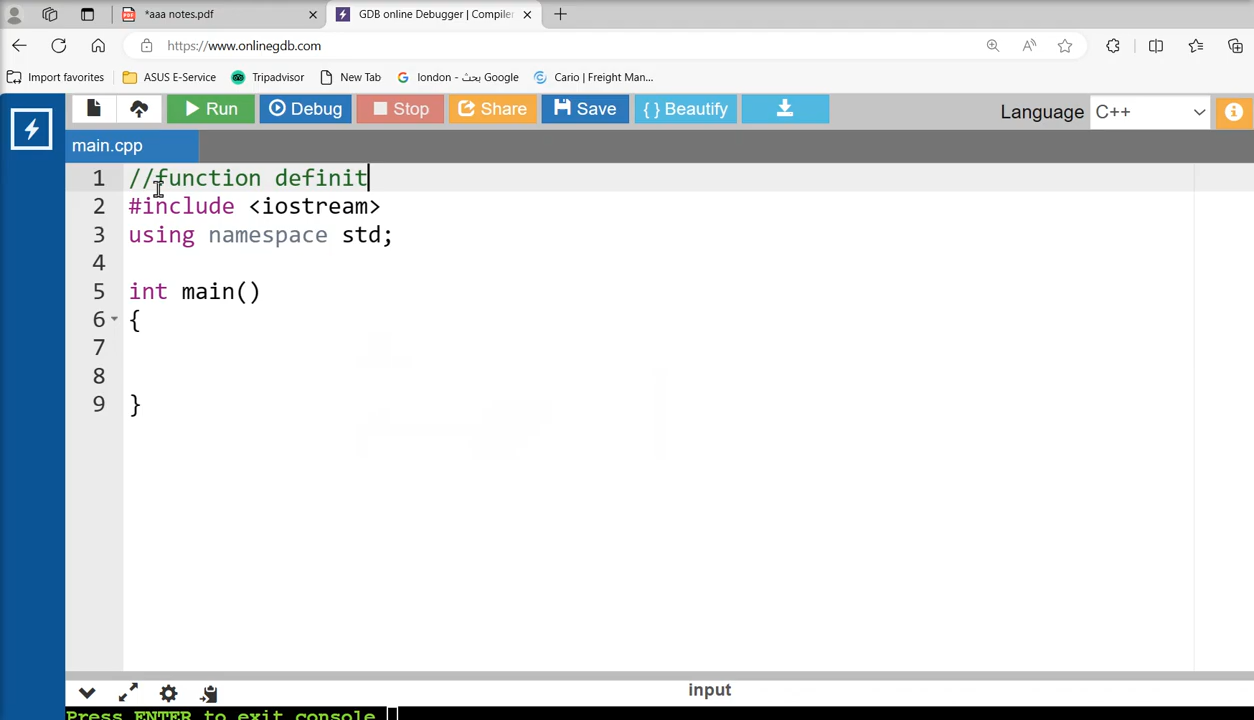 *aaa notes.pdf
GDB online Debugger | Compiler
https://www.onlinegdb.com
Import favorites
ASUS E-Service
Tripadvisor
New Tab
london - بحث Google
Cario | Freight Man...
Run
Debug
Stop
Share
Save
{ } Beautify
Language
C++
main.cpp
1 //function definit
2 #include <iostream>
3 using namespace std;
4
5 int main()
6 {
7
8
9 }
input
Press ENTER to exit console